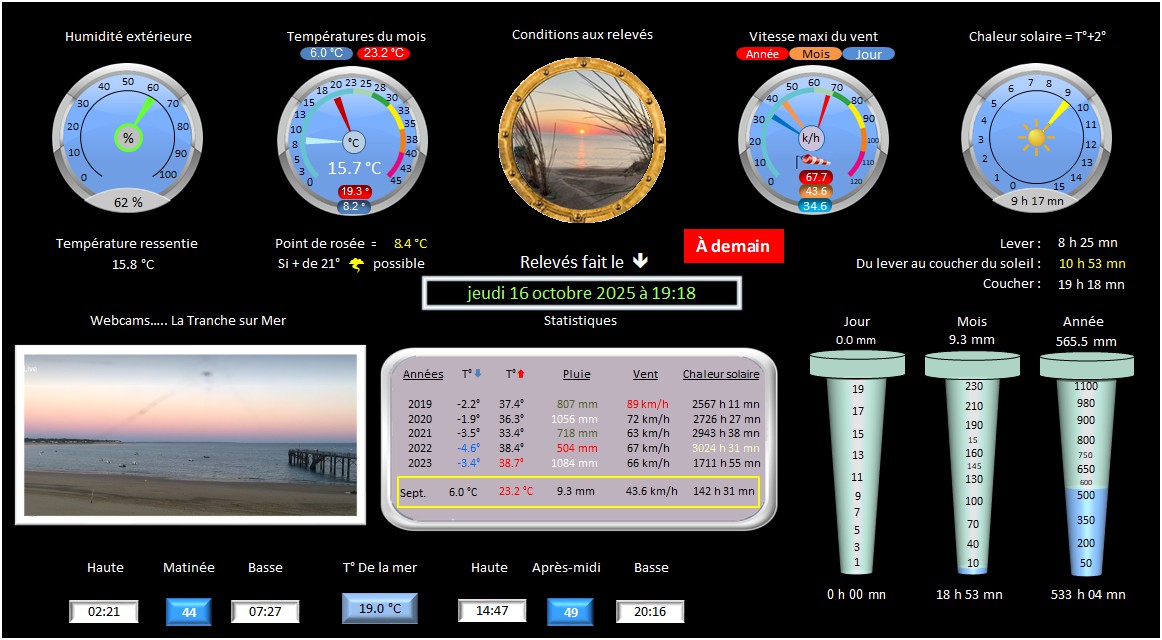 Humidité extérieure
Températures du mois
6.0 °C 23.2 °C
Conditions aux relevés
Vitesse maxi du vent
Année Mois Jour
Chaleur solaire = T°+2°
0 10 20 30 40 50 60 70 80 90 100
%
62 %
0 3 5 8 10 13 15 18 20 23 25 28 30 33 35 38 40 43 45
°C
15.7 °C
19.3 °
8.2 °
0 10 20 30 40 50 60 70 80 90 100 110 120
k/h
67.7
43.6
34.6
0 1 2 3 4 5 6 7 8 9 10 11 12 13 14 15
9 h 17 mn
Température ressentie
15.8 °C
Point de rosée = 8.4 °C
Si + de 21° possible
À demain
Relevés fait le
jeudi 16 octobre 2025 à 19:18
Lever : 8 h 25 mn
Du lever au coucher du soleil : 10 h 53 mn
Coucher : 19 h 18 mn
Webcams..... La Tranche sur Mer
Live
Statistiques
Années T° T° Pluie Vent Chaleur solaire
2019 -2.2° 37.4° 807 mm 89 km/h 2567 h 11 mn
2020 -1.9° 36.3° 1056 mm 72 km/h 2726 h 27 mn
2021 -3.5° 33.4° 718 mm 63 km/h 2943 h 38 mn
2022 -4.6° 38.4° 504 mm 67 km/h 3024 h 31 mn
2023 -3.4° 38.7° 1084 mm 66 km/h 1711 h 55 mn
Sept. 6.0 °C 23.2 °C 9.3 mm 43.6 km/h 142 h 31 mn
Jour
0.0 mm
19
17
15
13
11
9
7
5
3
1
0 h 00 mn
Mois
9.3 mm
230
210
190
15
160
145
130
100
70
40
10
18 h 53 mn
Année
565.5 mm
1100
980
900
800
750
650
600
500
350
200
50
533 h 04 mn
Haute Matinée Basse
02:21 44 07:27
T° De la mer
19.0 °C
Haute Après-midi Basse
14:47 49 20:16